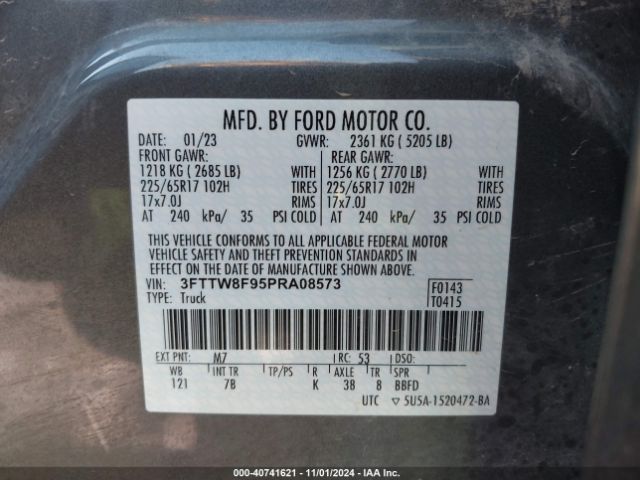 MFD. BY FORD MOTOR CO.
DATE: 01/23 GVWR: 2361 KG ( 5205 LB)
FRONT GAWR: REAR GAWR:
1218 KG ( 2685 LB) WITH 1256 KG ( 2770 LB) WITH
225/65R17 102H TIRES 225/65R17 102H TIRES
17x7.0J RIMS 17x7.0J RIMS
AT 240 kPa/ 35 PSI COLD AT 240 kPa/ 35 PSI COLD
THIS VEHICLE CONFORMS TO ALL APPLICABLE FEDERAL MOTOR
VEHICLE SAFETY AND THEFT PREVENTION STANDARDS IN
EFFECT ON THE DATE OF MANUFACTURE SHOWN ABOVE.
VIN: 3FTTW8F95PRA08573 F0143
TYPE: Truck T0415
EXT PNT: M7 RC: 53 DSO:
WB INT TR TP/PS R AXLE TR SPR
121 7B K 3B 8 BBFD
UTC ▽ 5U5A-1520472-BA
000-40741621 - 11/01/2024 - IAA Inc.